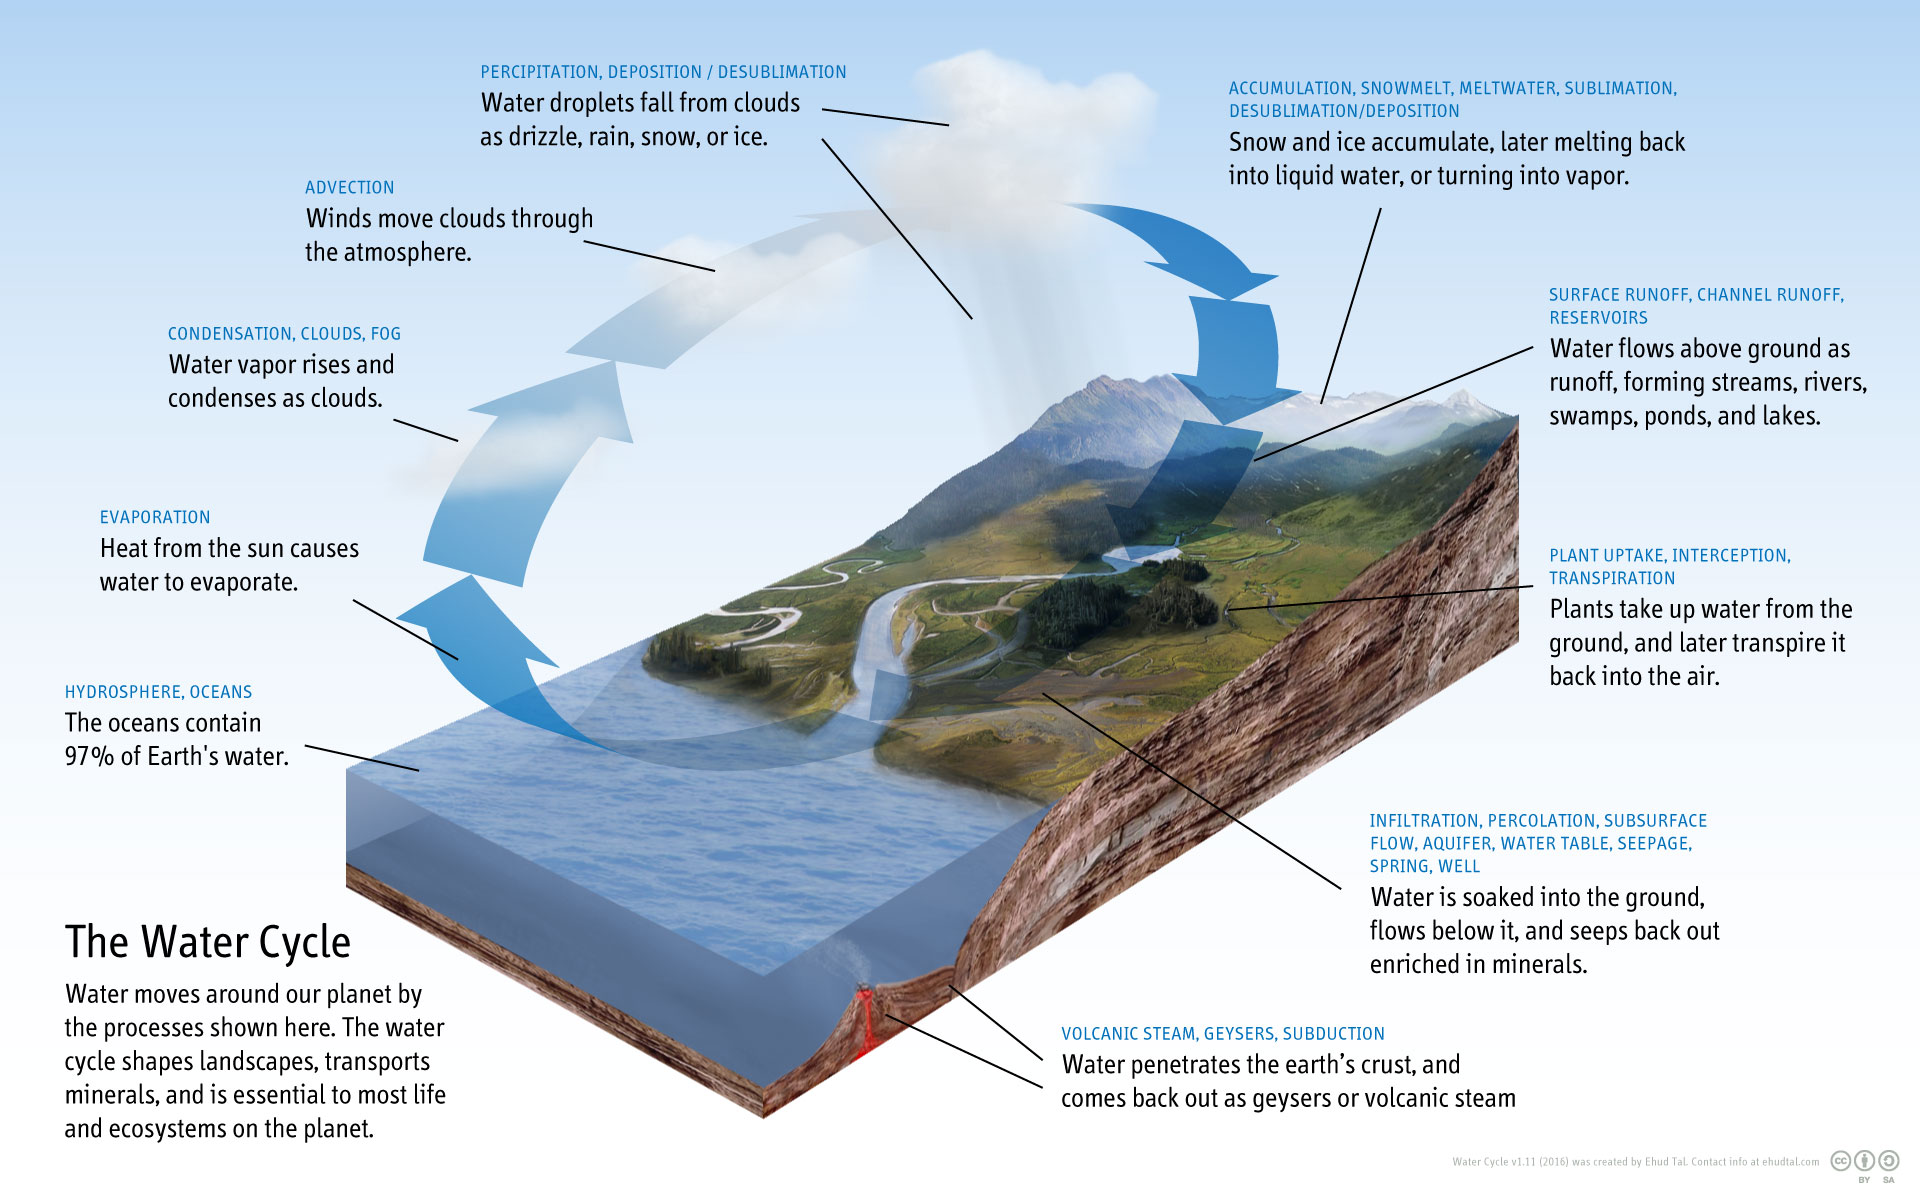 PERCIPITATION, DEPOSITION / DESUBLIMATION
Water droplets fall from clouds
as drizzle, rain, snow, or ice.
ACCUMULATION, SNOWMELT, MELTWATER, SUBLIMATION,
DESUBLIMATION/DEPOSITION
Snow and ice accumulate, later melting back
into liquid water, or turning into vapor.
ADVECTION
Winds move clouds through
the atmosphere.
SURFACE RUNOFF, CHANNEL RUNOFF,
RESERVOIRS
Water flows above ground as
runoff, forming streams, rivers,
swamps, ponds, and lakes.
CONDENSATION, CLOUDS, FOG
Water vapor rises and
condenses as clouds.
EVAPORATION
Heat from the sun causes
water to evaporate.
PLANT UPTAKE, INTERCEPTION,
TRANSPIRATION
Plants take up water from the
ground, and later transpire it
back into the air.
HYDROSPHERE, OCEANS
The oceans contain
97% of Earth's water.
INFILTRATION, PERCOLATION, SUBSURFACE
FLOW, AQUIFER, WATER TABLE, SEEPAGE,
SPRING, WELL
Water is soaked into the ground,
flows below it, and seeps back out
enriched in minerals.
The Water Cycle
Water moves around our planet by
the processes shown here. The water
cycle shapes landscapes, transports
minerals, and is essential to most life
and ecosystems on the planet.
VOLCANIC STEAM, GEYSERS, SUBDUCTION
Water penetrates the earth’s crust, and
comes back out as geysers or volcanic steam
Water Cycle v1.11 (2016) was created by Ehud Tal. Contact info at ehudtal.com
cc
BY SA